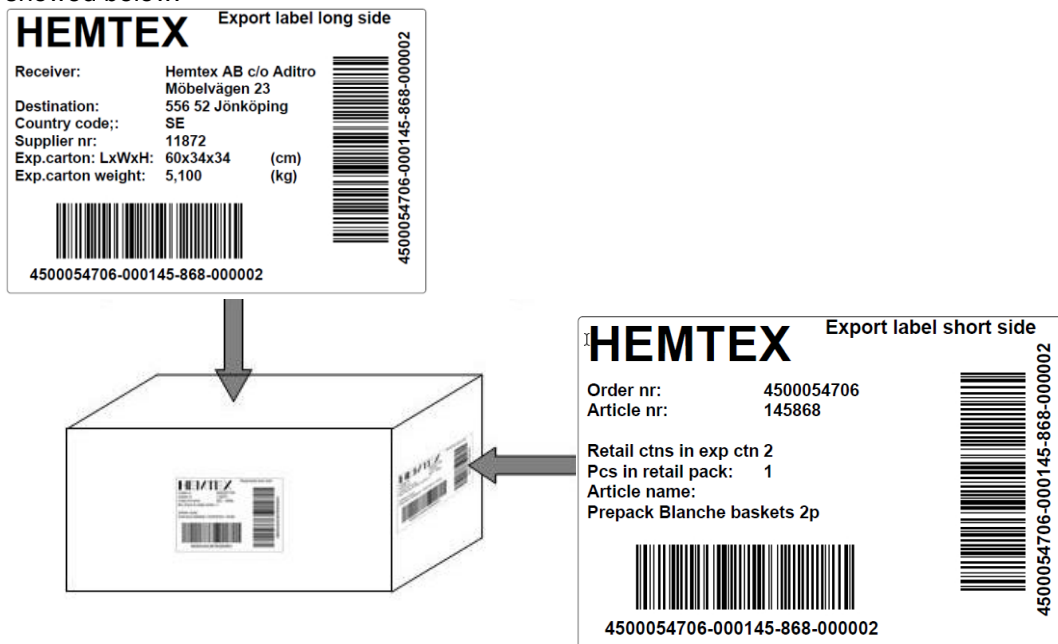 showed below.
HEMTEX
Export label long side
Receiver: Hemtex AB c/o Aditro
Möbelvägen 23
Destination: 556 52 Jönköping
Country code;: SE
Supplier nr: 11872
Exp.carton: LxWxH: 60x34x34 (cm)
Exp.carton weight: 5,100 (kg)
4500054706-000145-868-000002
4500054706-000145-868-000002
HEMTEX
Export label short side
Order nr: 4500054706
Article nr: 145868
Retail ctns in exp ctn 2
Pcs in retail pack: 1
Article name:
Prepack Blanche baskets 2p
4500054706-000145-868-000002
4500054706-000145-868-000002
HEMTEX
HEMTEX